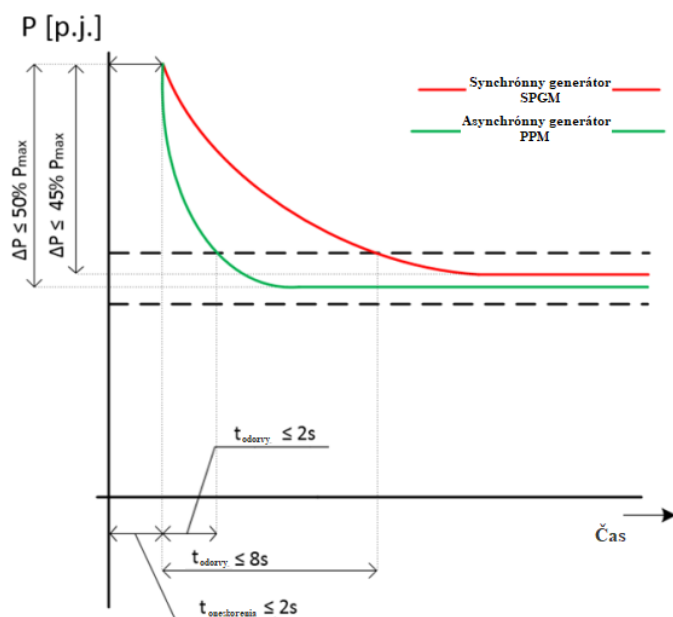 P [p.j.]
Synchrónny generátor
SPGM
Asynchrónny generátor
PPM
ΔP ≤ 50% Pmax
ΔP ≤ 45% Pmax
todozvy ≤ 2s
Čas
todozvy ≤ 8s
toneskorenia ≤ 2s